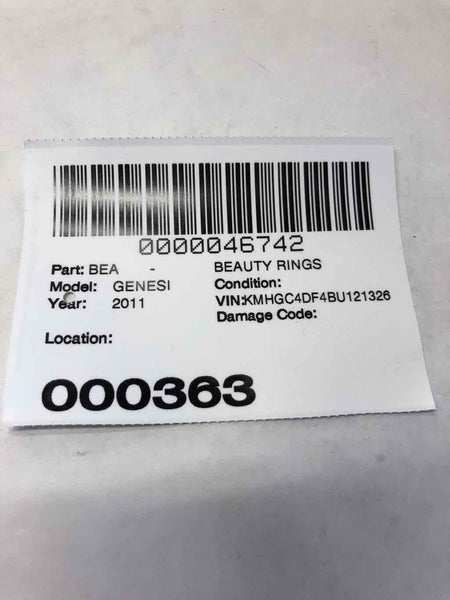 0000046742
Part: BEA - BEAUTY RINGS
Model: GENESI Condition:
Year: 2011 VIN:KMHGC4DF4BU121326
Damage Code:
Location:
000363